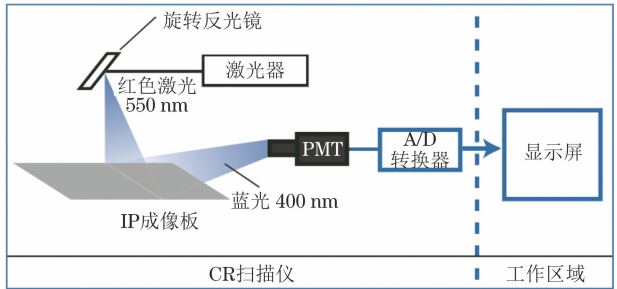 旋转反光镜
激光器
红色激光
550 nm
PMT
A/D
转换器
显示屏
蓝光 400 nm
IP成像板
CR扫描仪
工作区域